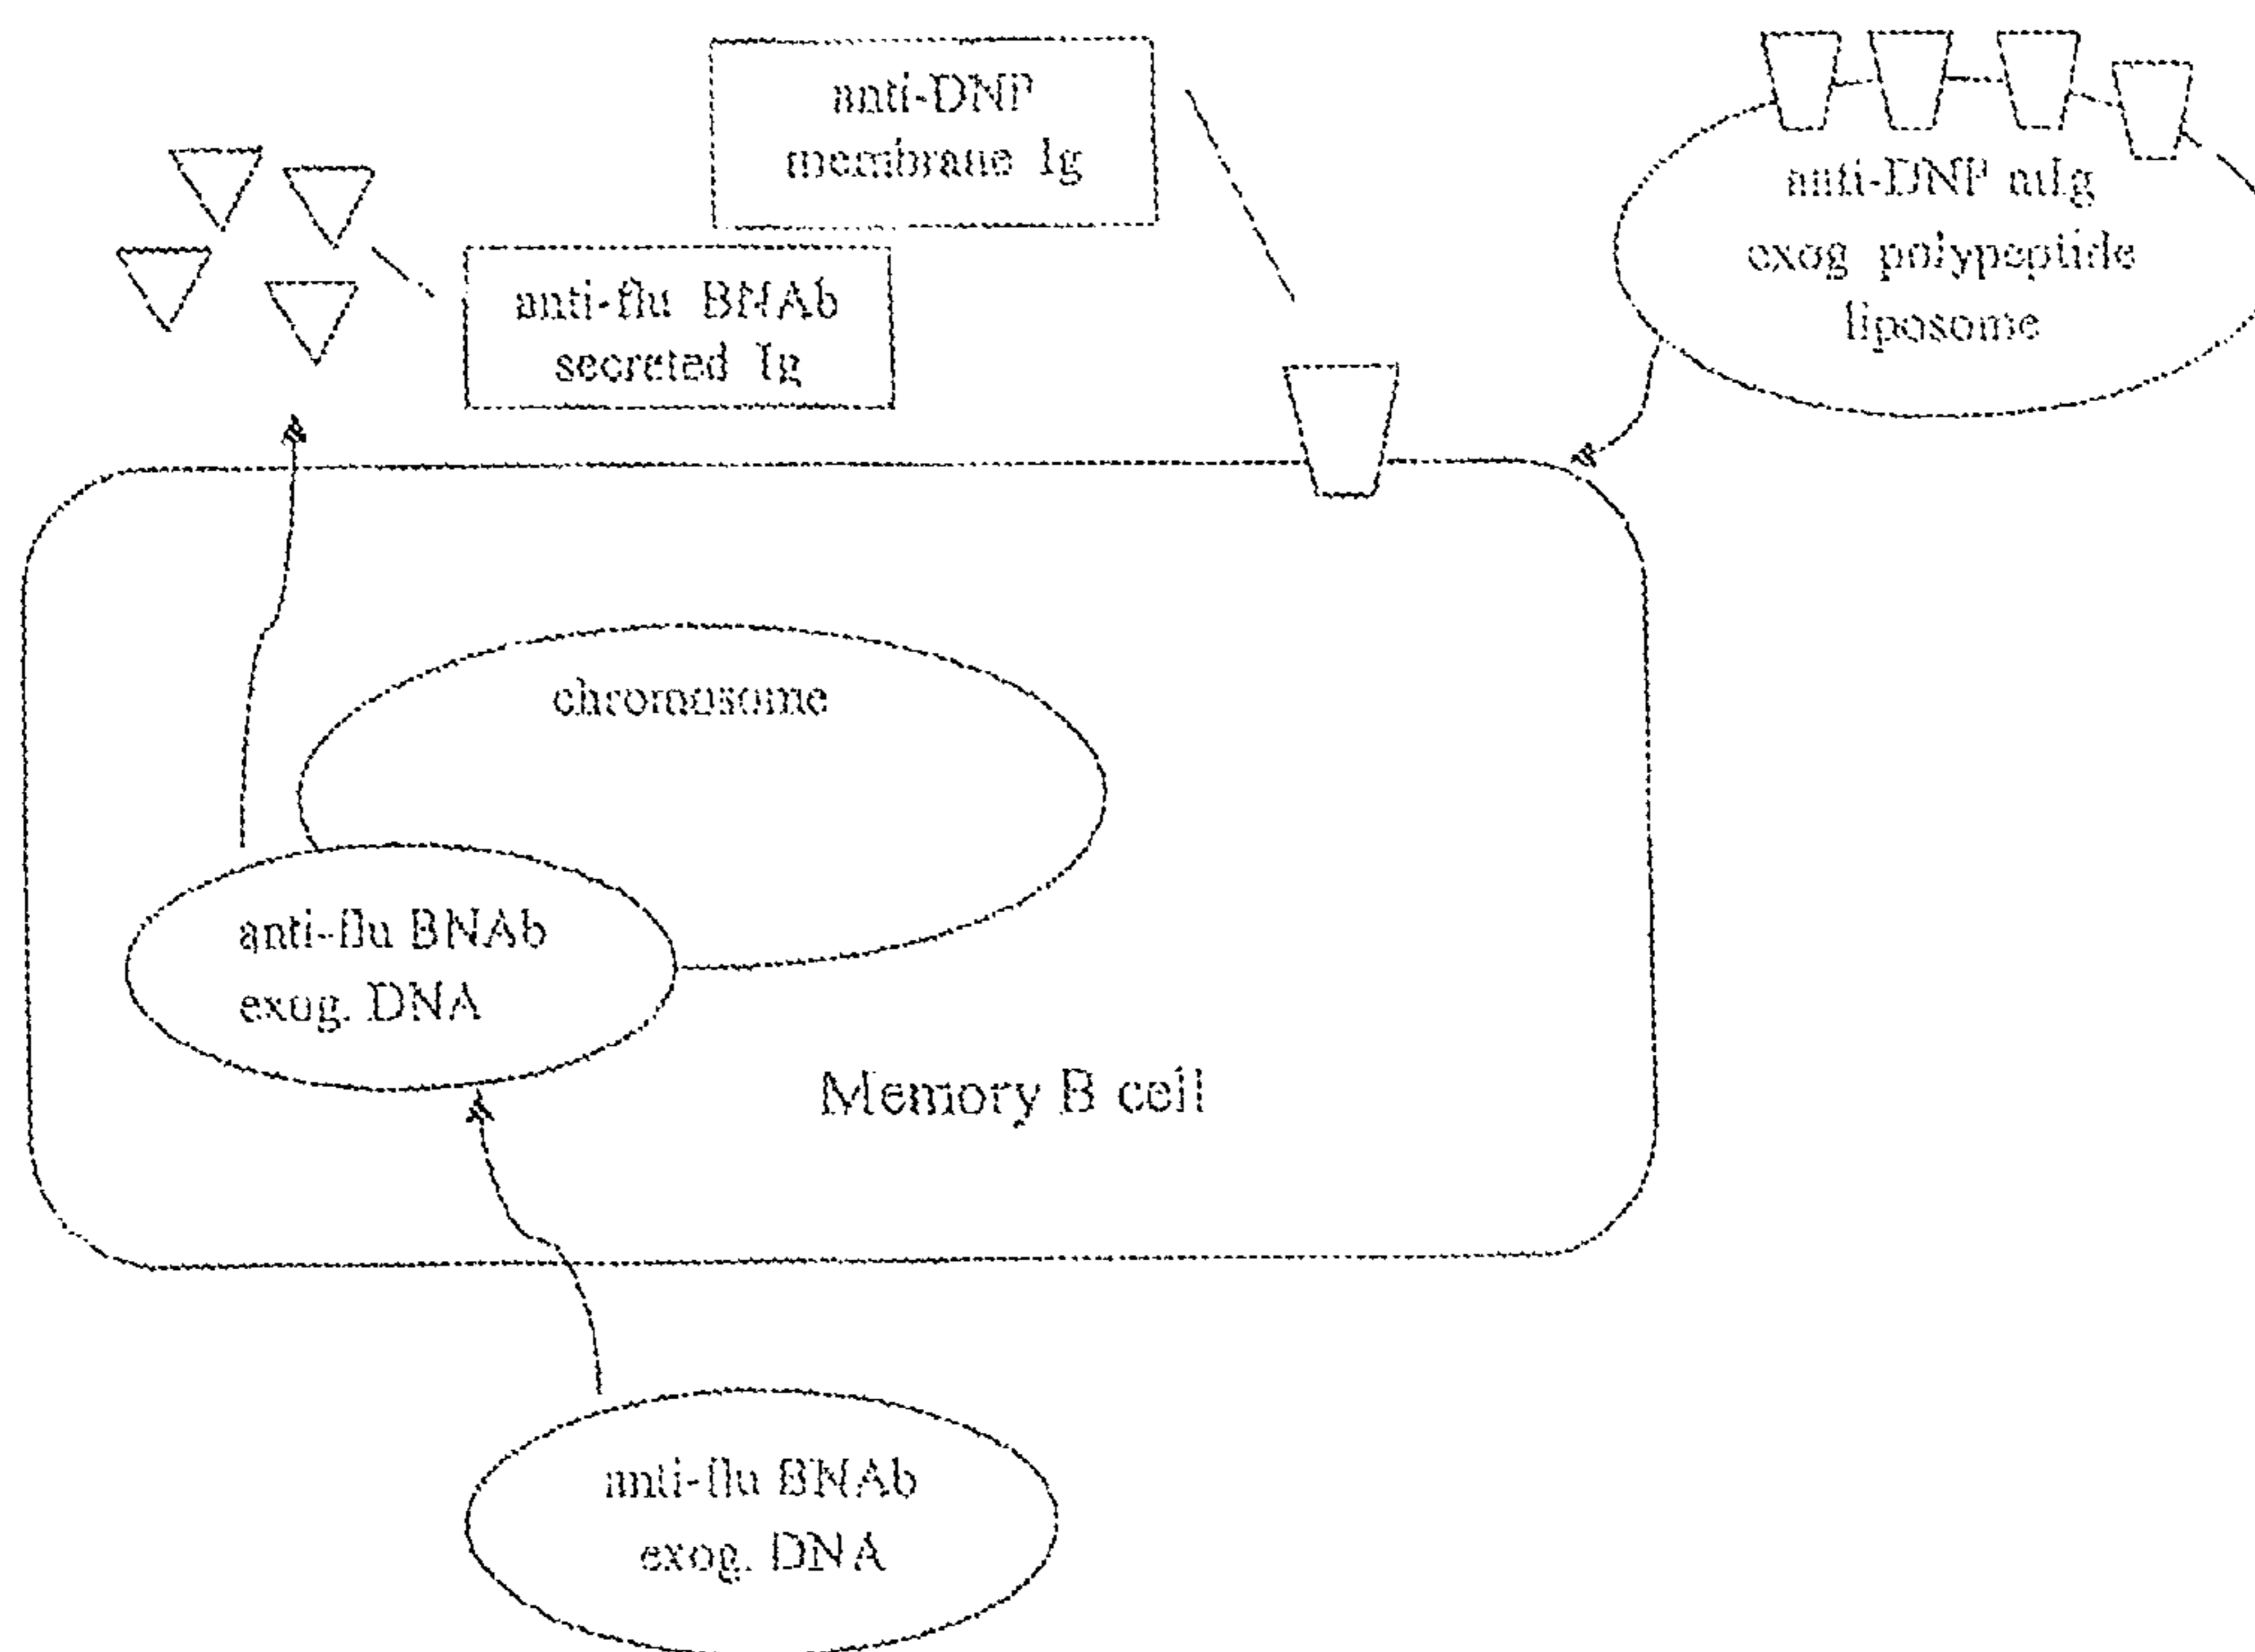 anti-DNP
membrane Ig
anti-flu BNAb
secreted Ig
anti-DNP mIg
exog polypeptide
liposome
chromosome
anti-flu BNAb
exog. DNA
Memory B cell
anti-flu BNAb
exog. DNA